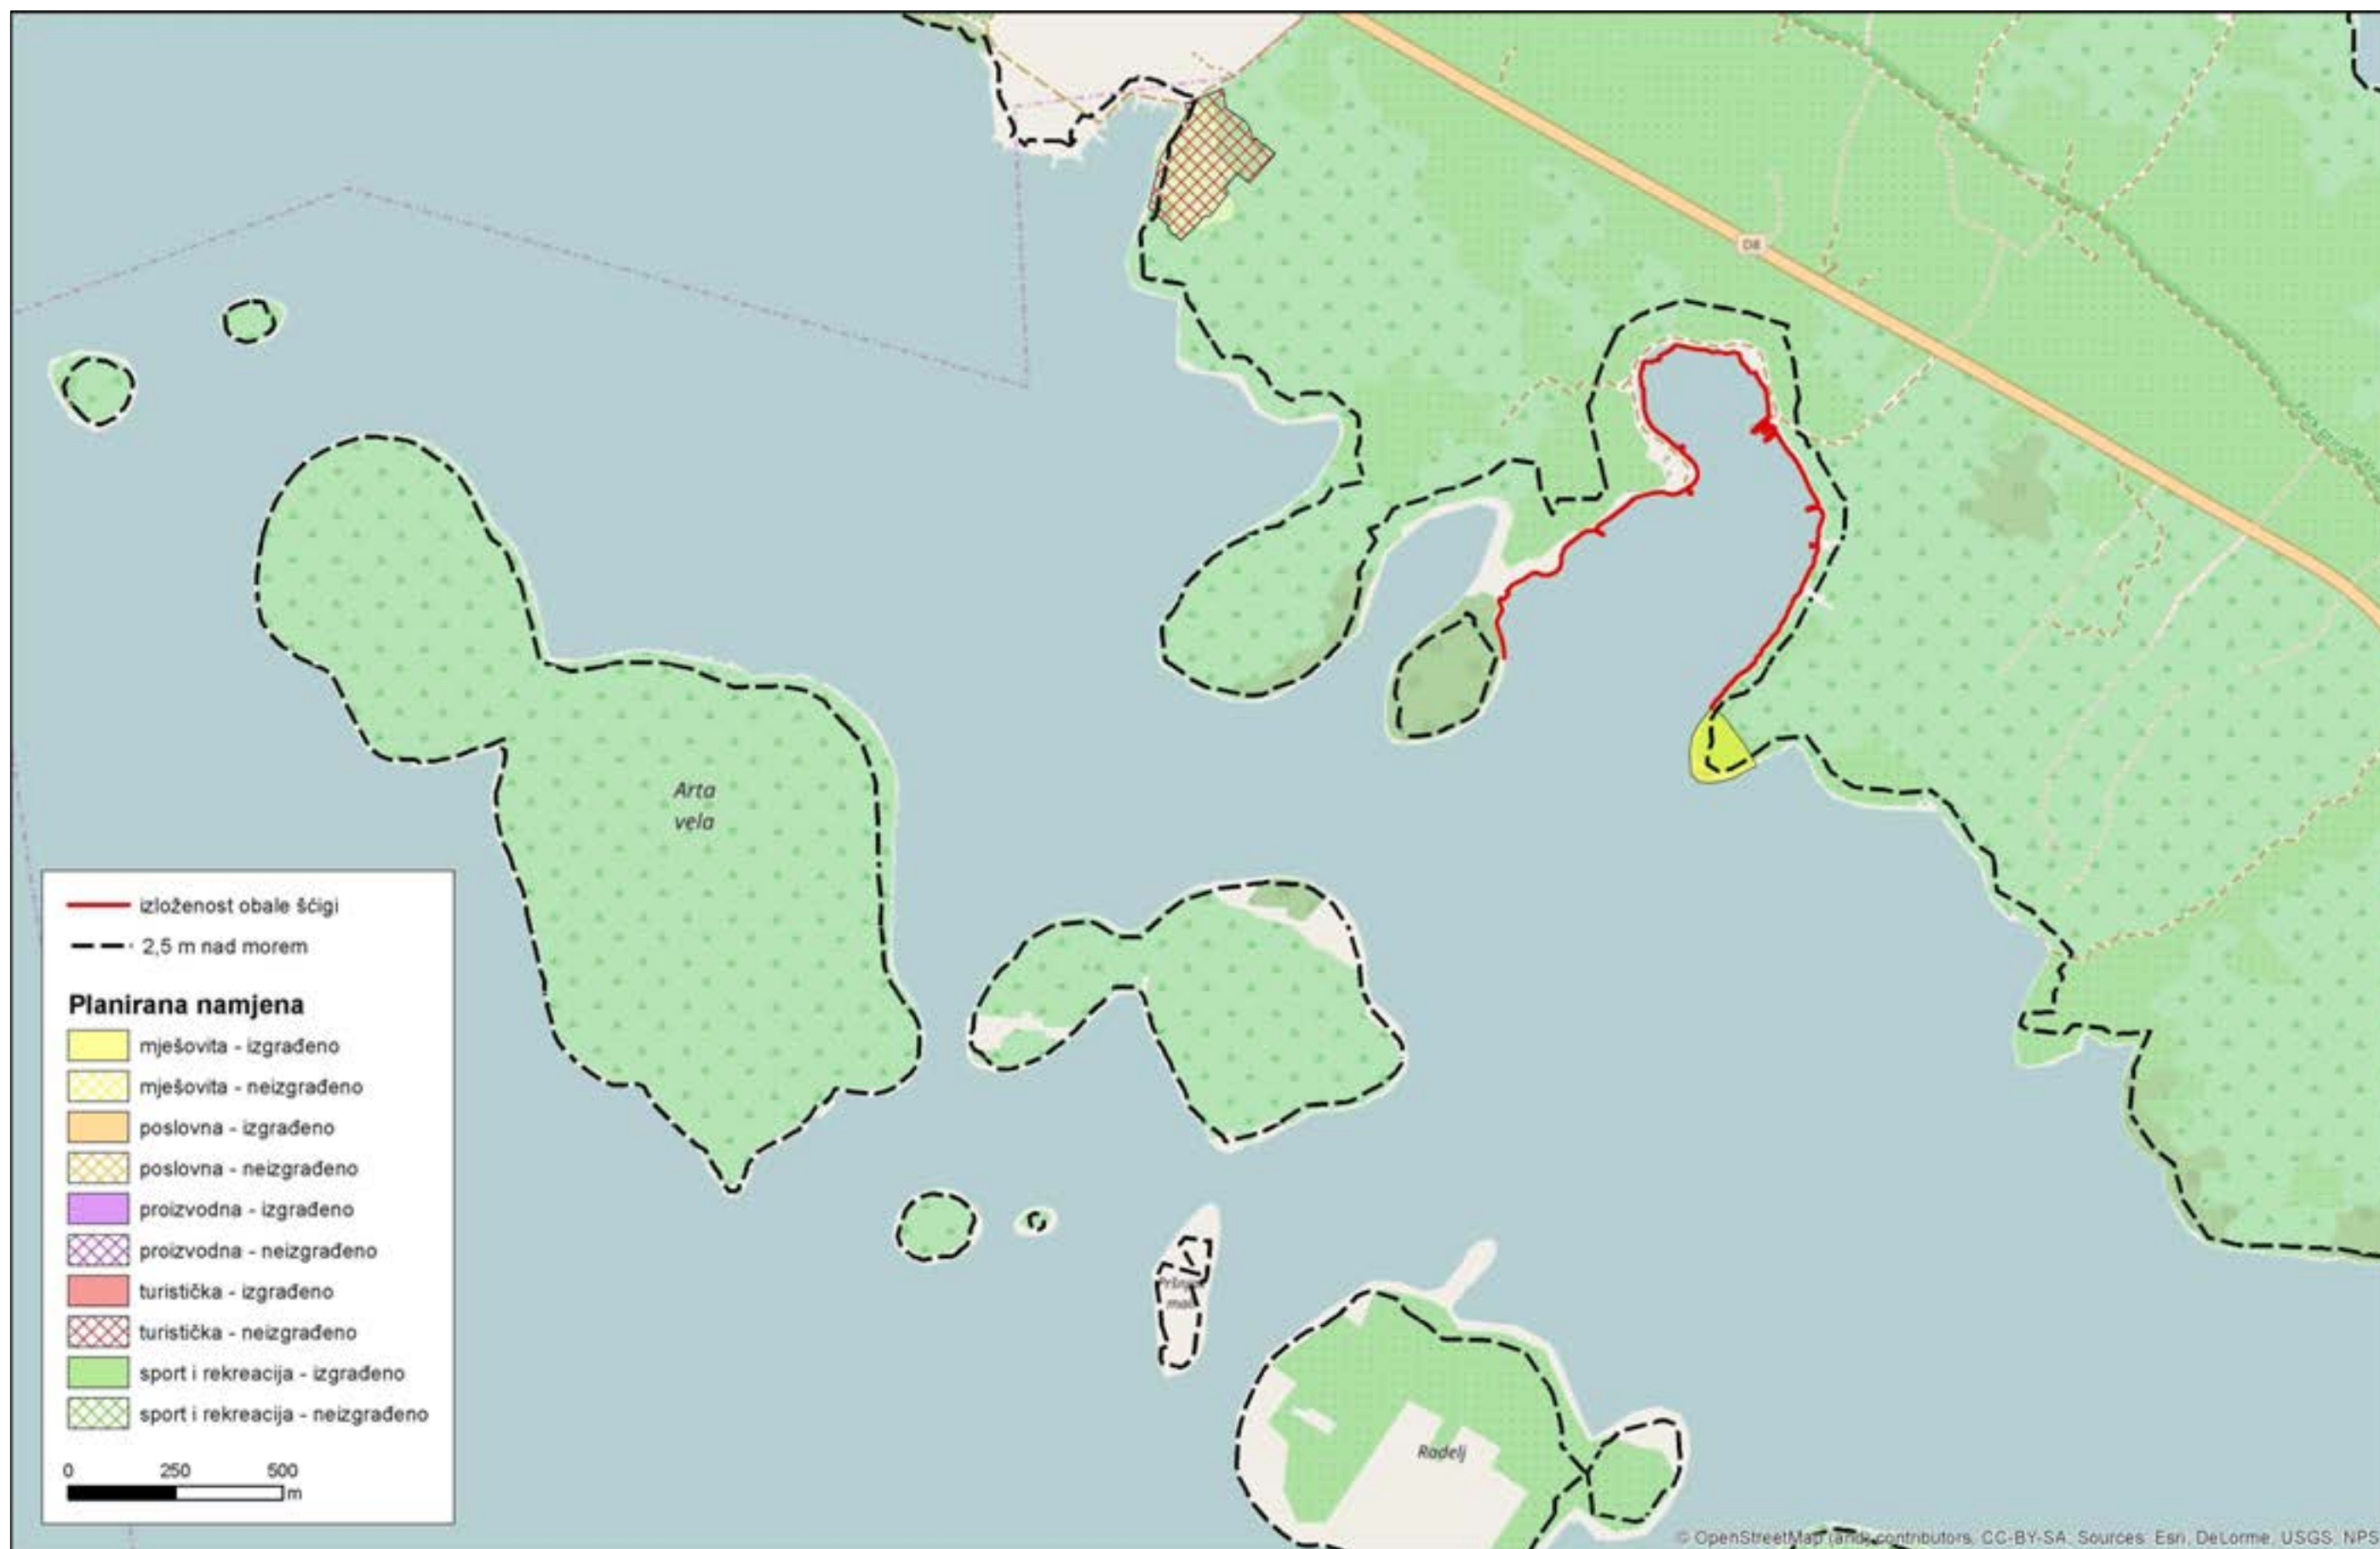 D8
Arta
vela
izloženost obale šćigi
2,5 m nad morem
Planirana namjena
mješovita - izgrađeno
mješovita - neizgrađeno
poslovna - izgrađeno
poslovna - neizgrađeno
proizvodna - izgrađeno
proizvodna - neizgrađeno
turistička - izgrađeno
turistička - neizgrađeno
sport i rekreacija - izgrađeno
sport i rekreacija - neizgrađeno
0 250 500
m
Radelj
© OpenStreetMap (and) contributors, CC-BY-SA, Sources: Esri, DeLorme, USGS, NPS